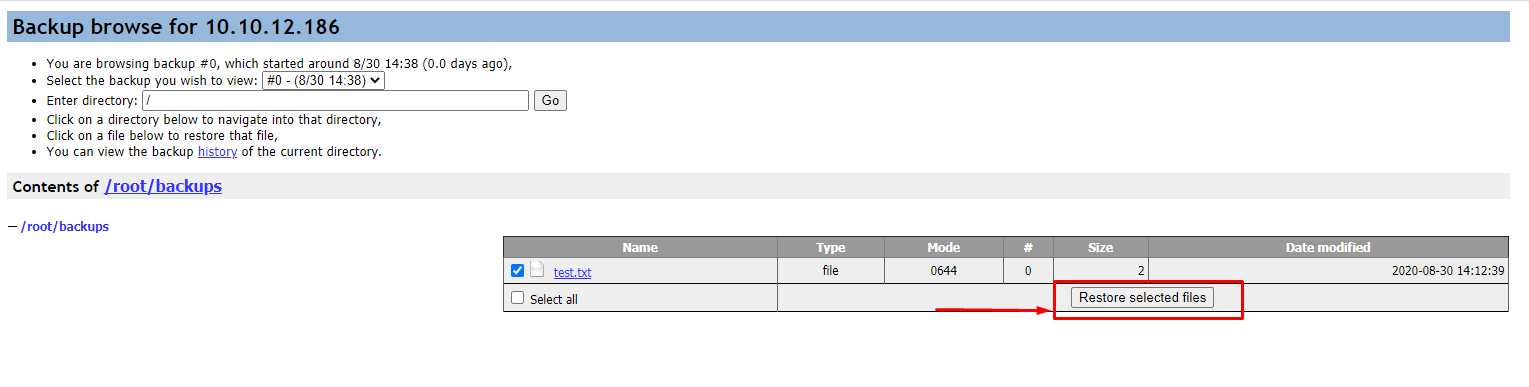 Backup browse for 10.10.12.186
You are browsing backup #0, which started around 8/30 14:38 (0.0 days ago),
Select the backup you wish to view: #0 - (8/30 14:38)
Enter directory: / Go
Click on a directory below to navigate into that directory,
Click on a file below to restore that file,
You can view the backup history of the current directory.
Contents of /root/backups
/root/backups
Name Type Mode # Size Date modified
test.txt file 0644 0 2 2020-08-30 14:12:39
Select all Restore selected files